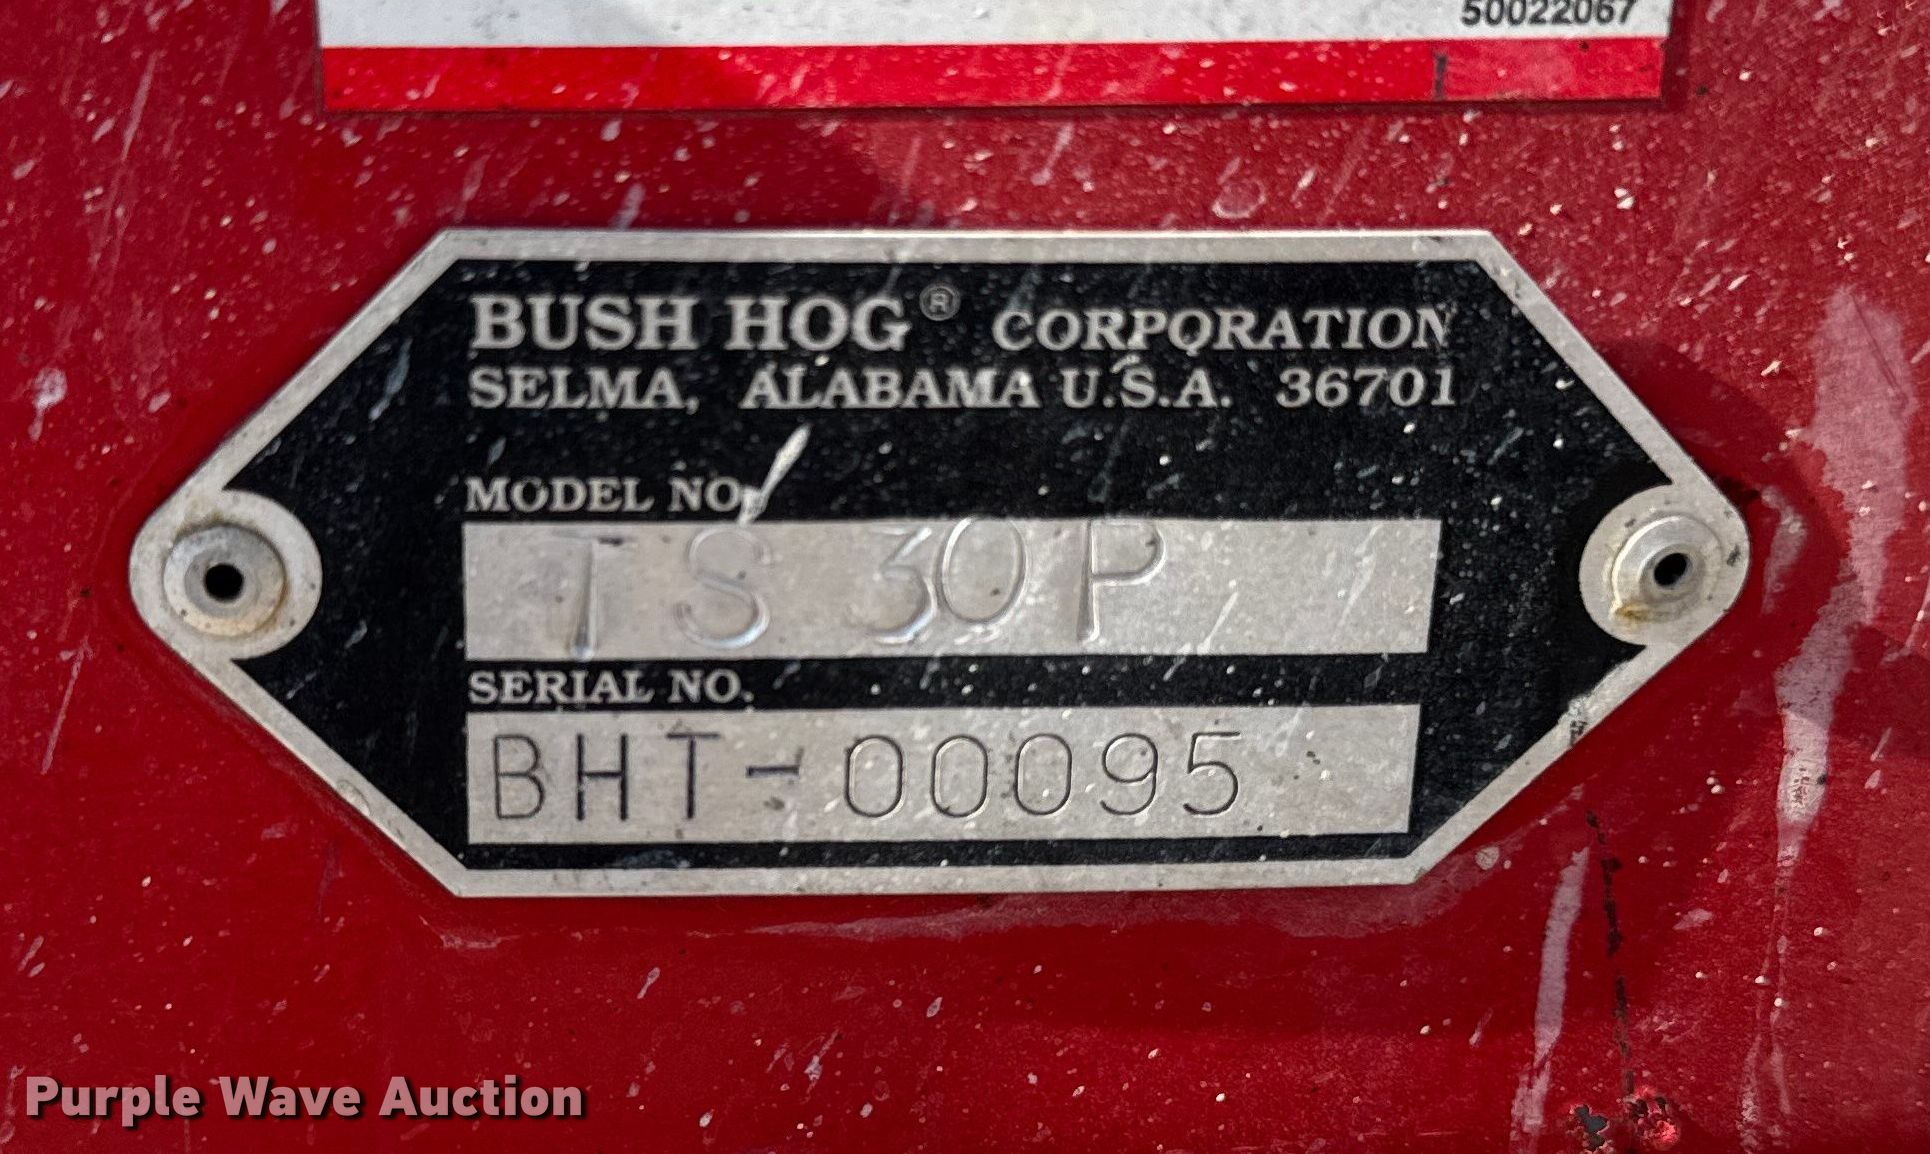 50022067
BUSH HOG® CORPORATION
SELMA, ALABAMA U.S.A. 36701
MODEL NO.
TS 30P
SERIAL NO.
BHT-00095
Purple Wave Auction